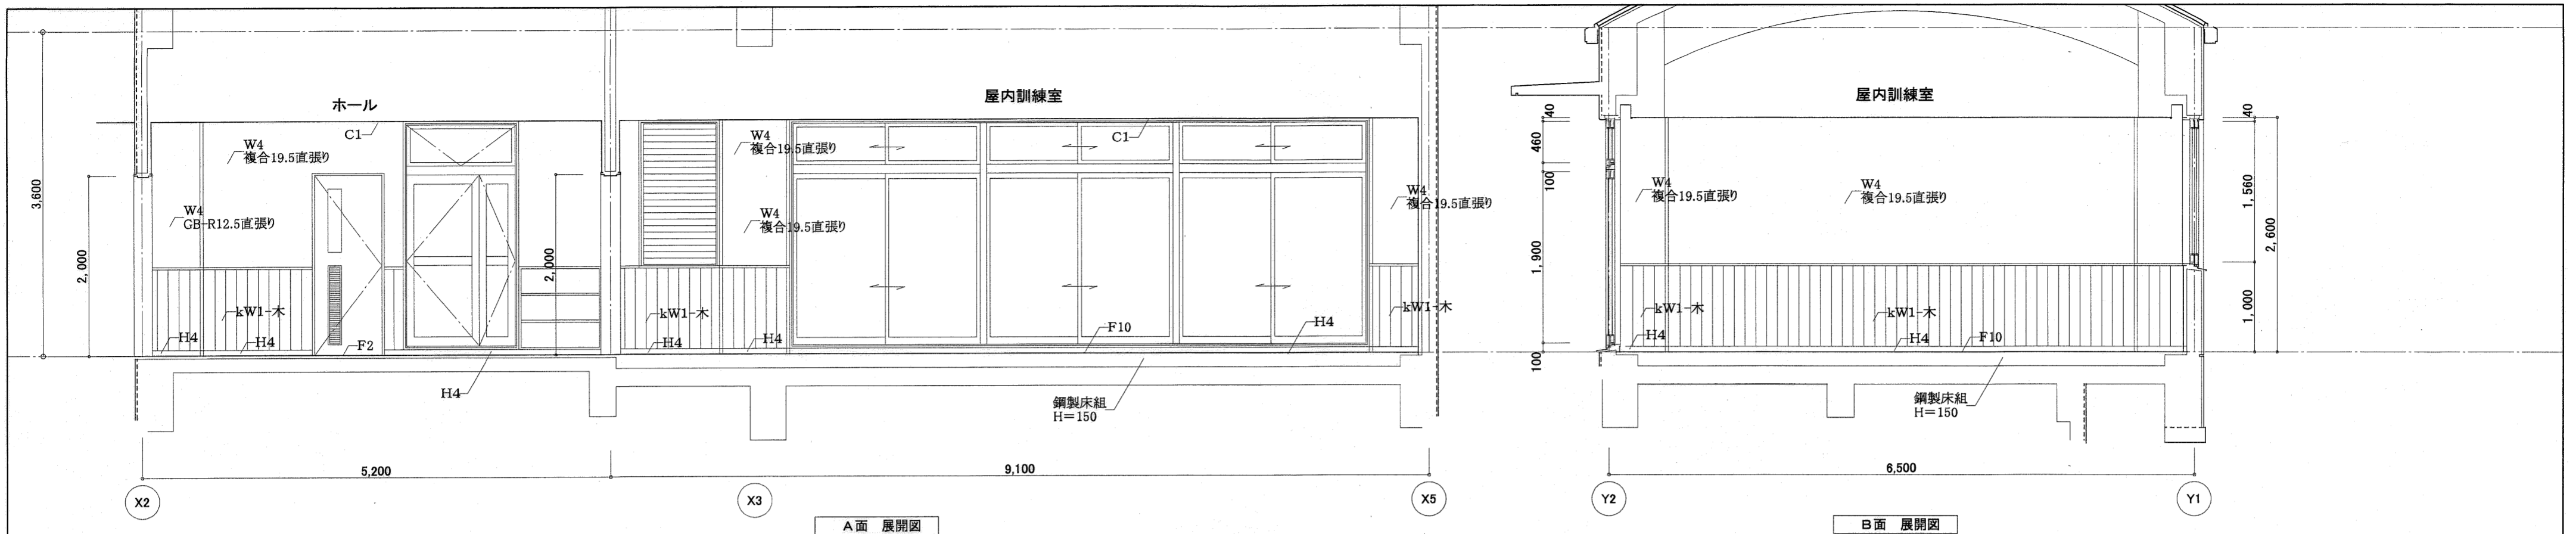 ホール
屋内訓練室
C1
W4
複合19.5直張り
W4
複合19.5直張り
C1
3,600
W4
GB-R12.5直張り
W4
複合19.5直張り
W4
複合19.5直張り
2,000
2,000
kW1-木
kW1-木
kW1-木
H4
H4
F2
H4
H4
F10
H4
H4
鋼製床組
H=150
5,200
9,100
X2
X3
X5
A面 展開図
屋内訓練室
40
460
100
1,900
100
W4
複合19.5直張り
W4
複合19.5直張り
40
1,560
2,600
1,000
kW1-木
kW1-木
H4
H4
F10
鋼製床組
H=150
6,500
Y2
Y1
B面 展開図